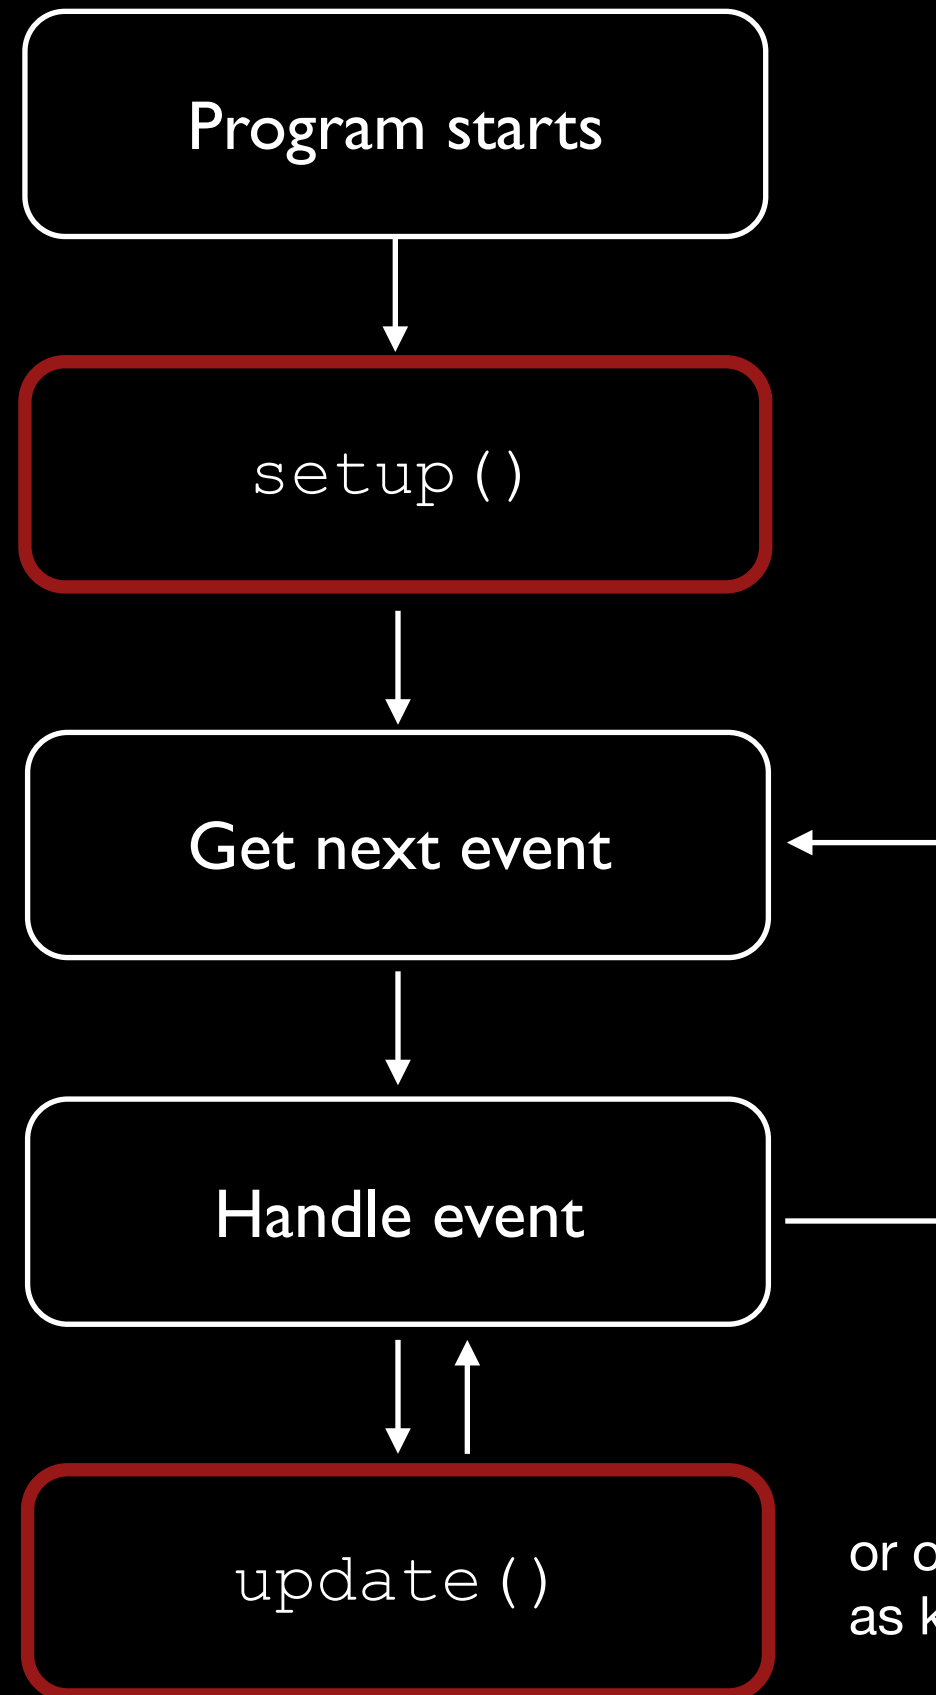 Program starts
setup()
Get next event
Handle event
update()
or
as